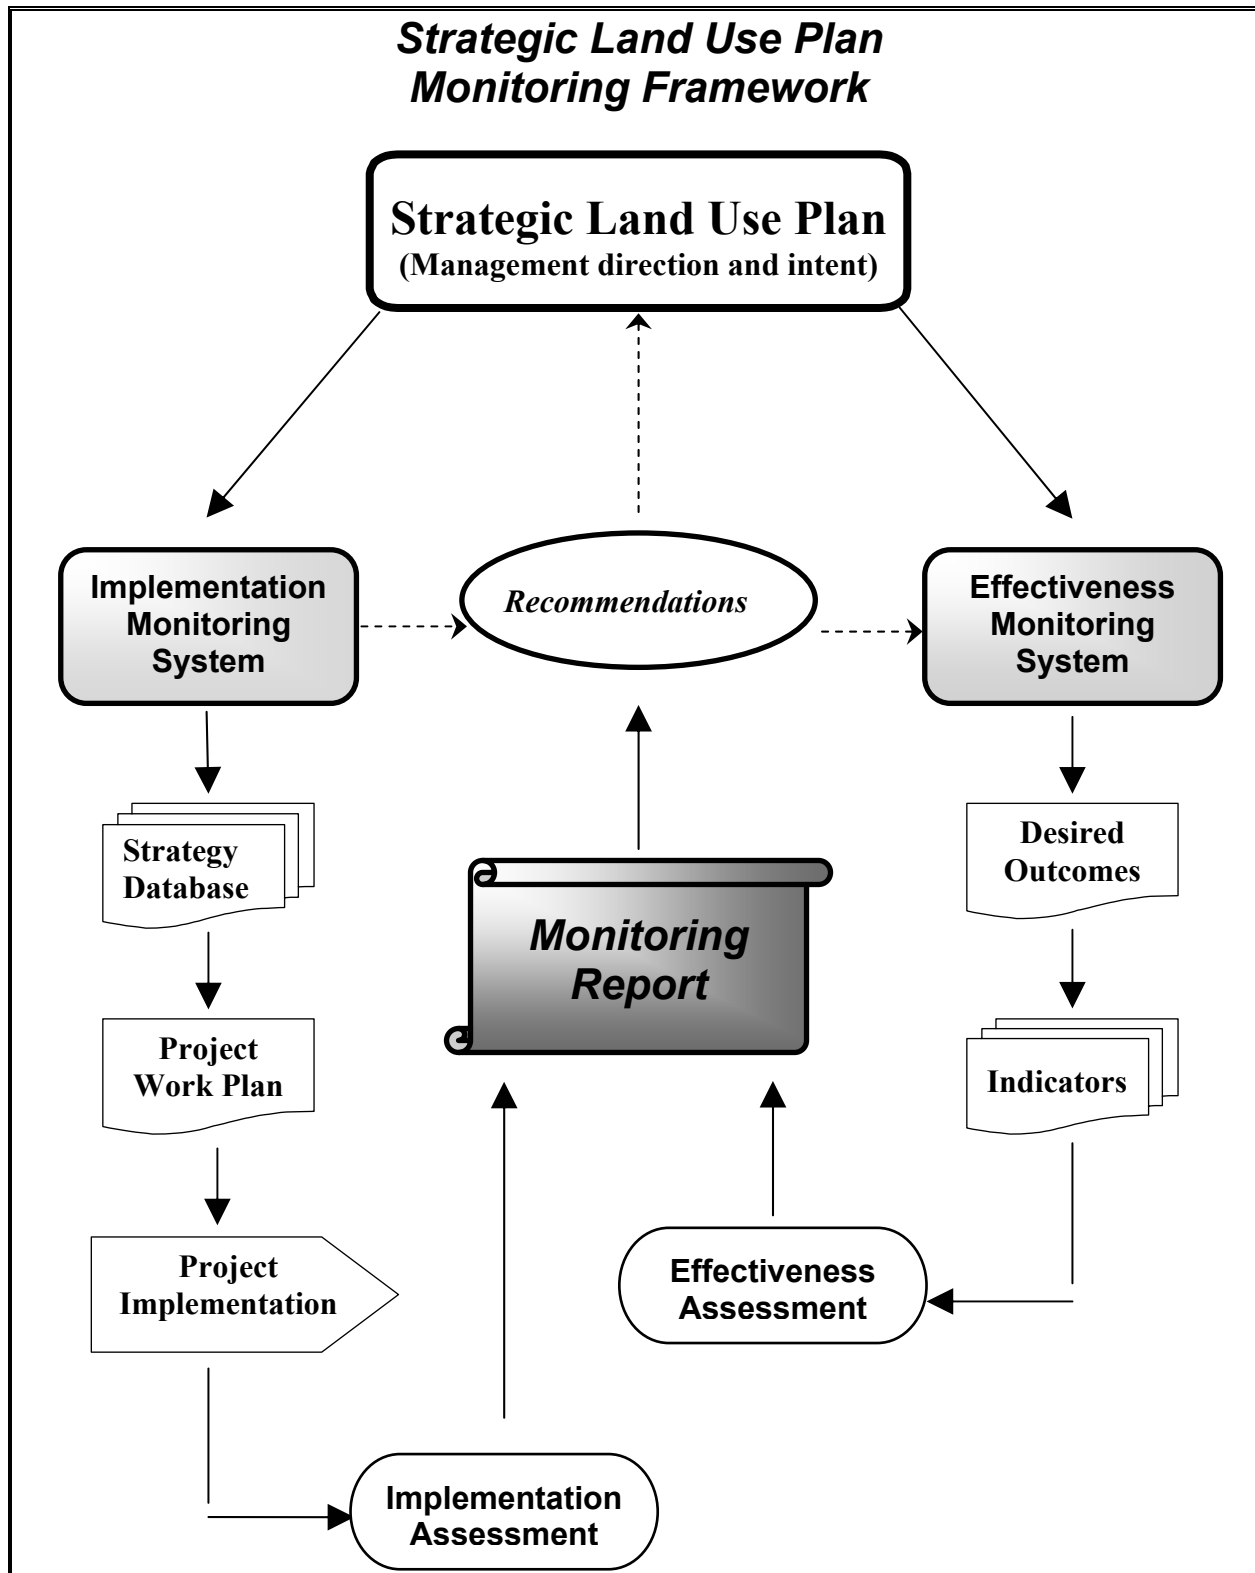 Strategic Land Use Plan
Monitoring Framework
Strategic Land Use Plan
(Management direction and intent)
Implementation
Monitoring
System
Recommendations
Effectiveness
Monitoring
System
Strategy
Database
Monitoring
Report
Desired
Outcomes
Project
Work Plan
Indicators
Project
Implementation
Effectiveness
Assessment
Implementation
Assessment